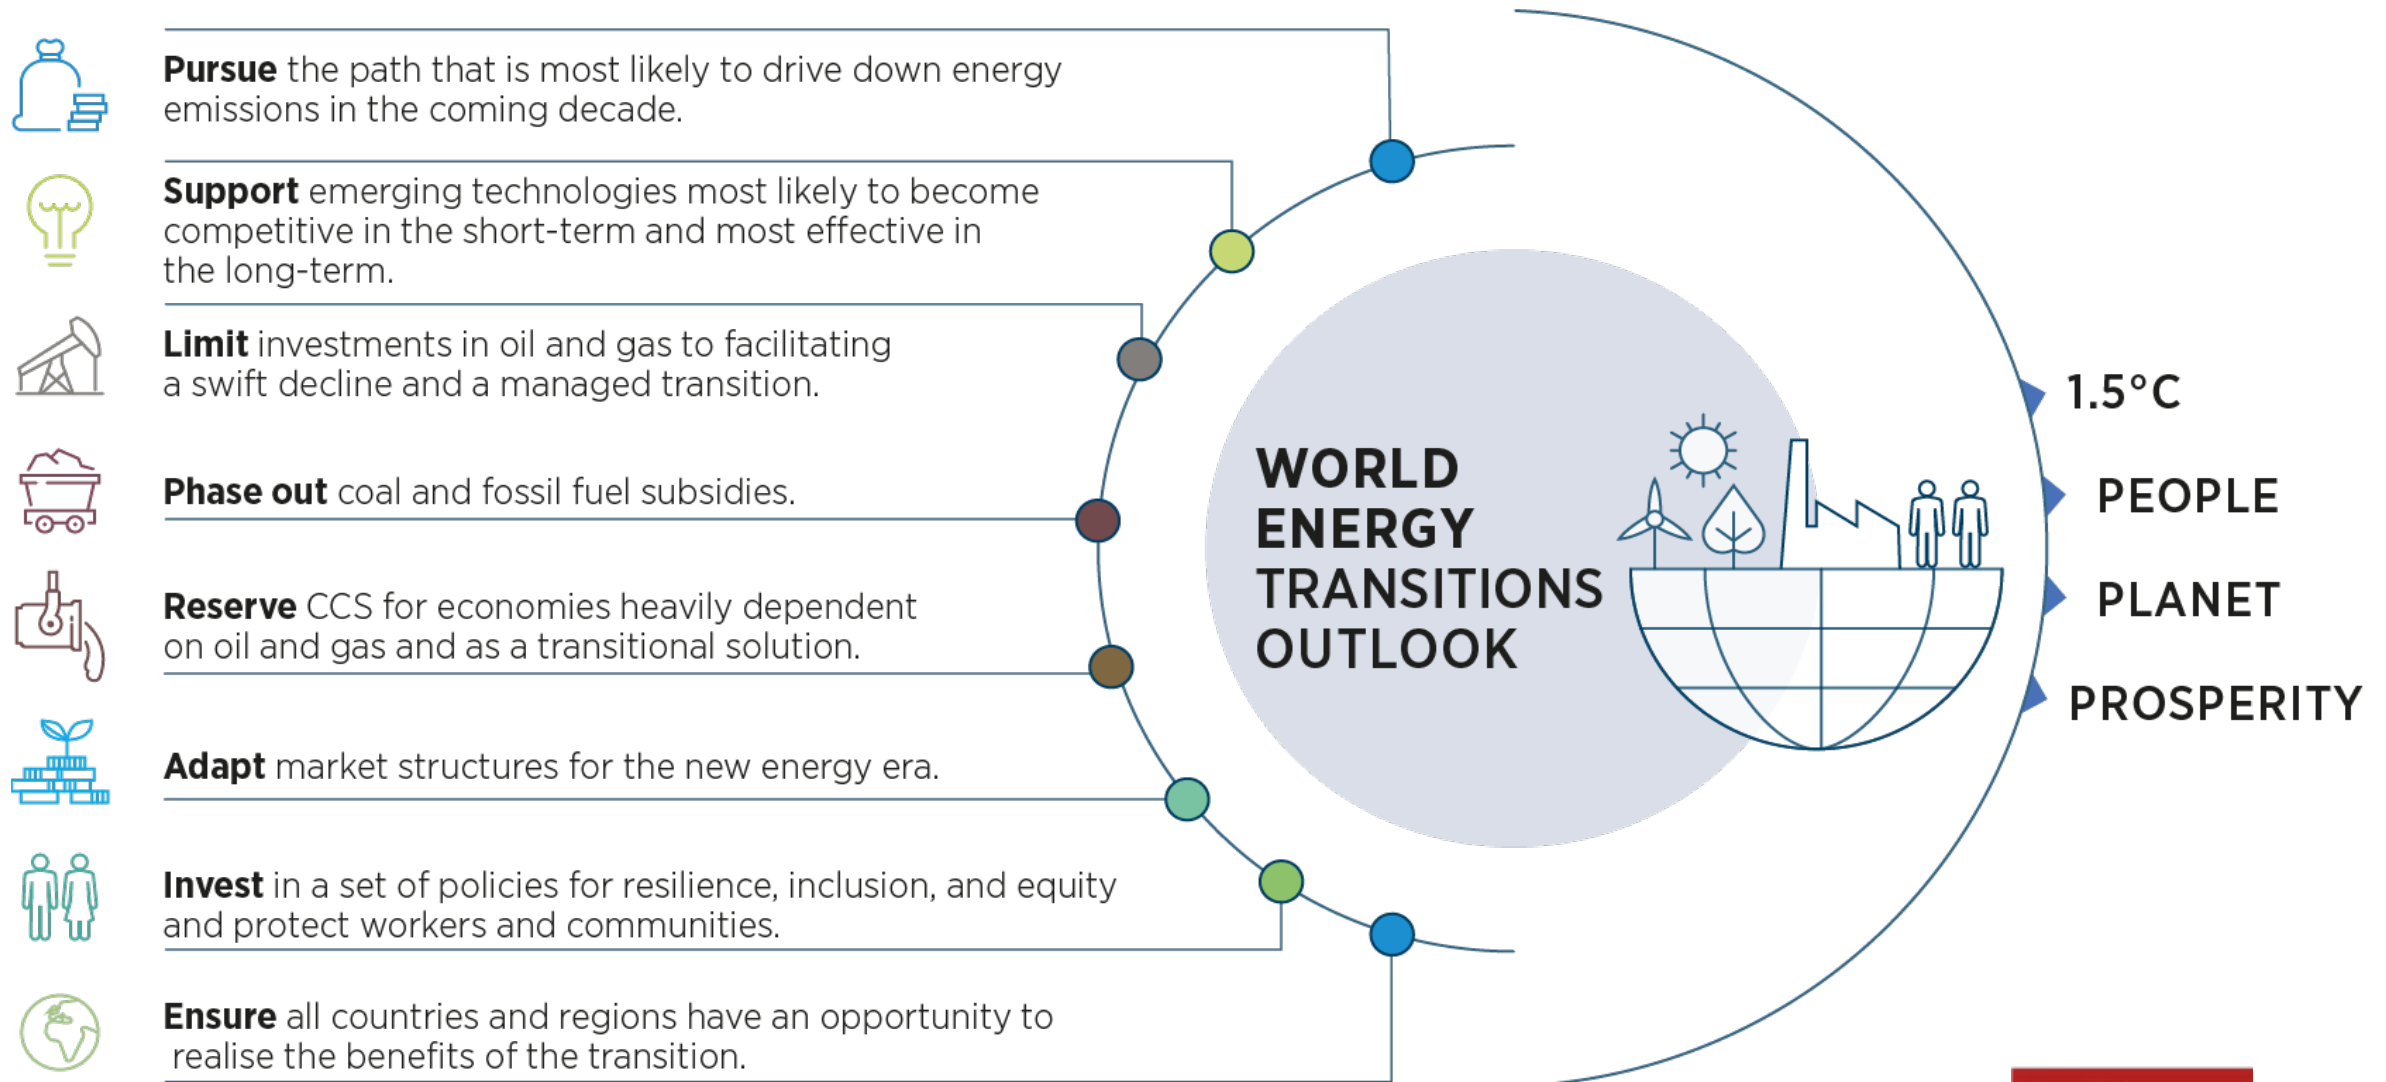 Pursue the path that is most likely to drive down energy
emissions in the coming decade.
Support emerging technologies most likely to become
competitive in the short-term and most effective in
the long-term.
Limit investments in oil and gas to facilitating
a swift decline and a managed transition.
Phase out coal and fossil fuel subsidies.
Reserve CCS for economies heavily dependent
on oil and gas and as a transitional solution.
Adapt market structures for the new energy era.
Invest in a set of policies for resilience, inclusion, and equity
and protect workers and communities.
Ensure all countries and regions have an opportunity to
realise the benefits of the transition.
WORLD
ENERGY
TRANSITIONS
OUTLOOK
1.5°C
PEOPLE
PLANET
PROSPERITY